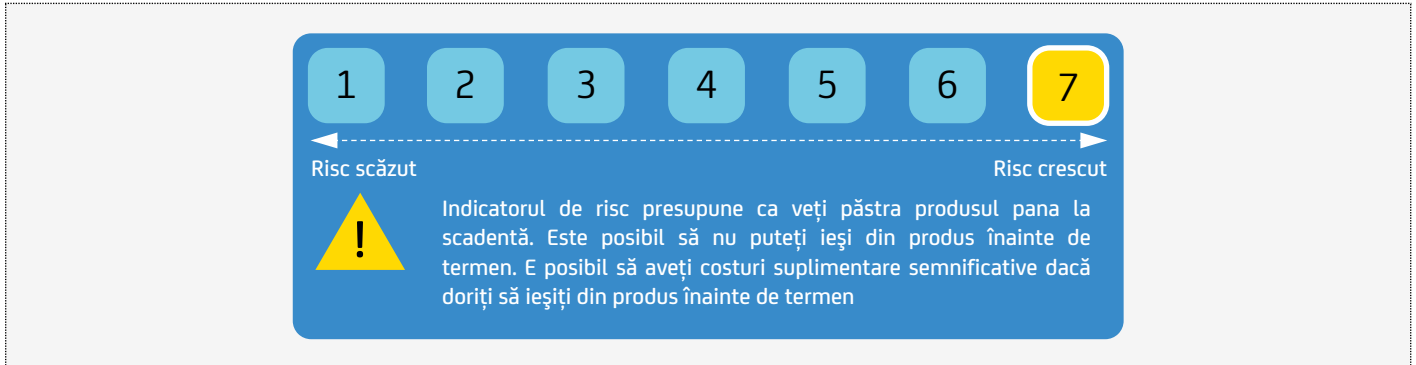 1 2 3 4 5 6 7
Risc scăzut Risc crescut
!
Indicatorul de risc presupune ca veți păstra produsul pana la
scadentă. Este posibil să nu puteți ieşi din produs înainte de
termen. E posibil să aveți costuri suplimentare semnificative dacă
doriți să ieşiți din produs înainte de termen